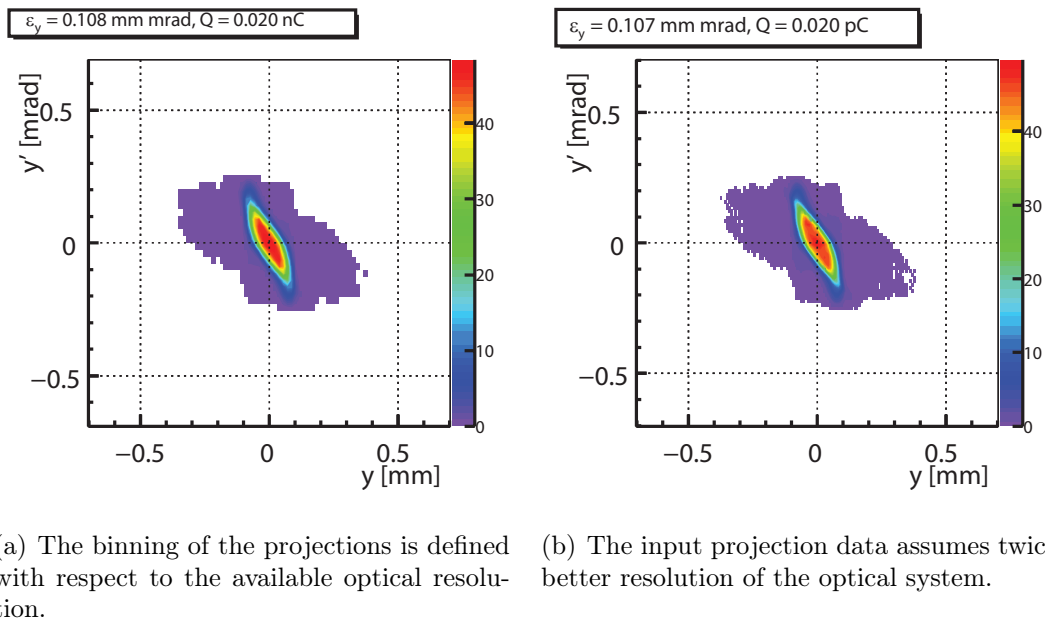 εy = 0.108 mm mrad, Q = 0.020 nC
y' [mrad]
0.5
0
−0.5
−0.5
0
0.5
y [mm]
40
30
20
10
0
εy = 0.107 mm mrad, Q = 0.020 pC
y' [mrad]
0.5
0
−0.5
−0.5
0
0.5
y [mm]
40
30
20
10
0
a) The binning of the projections is defined
with respect to the available optical resolu-
tion.
(b) The input projection data assumes twic
better resolution of the optical system.